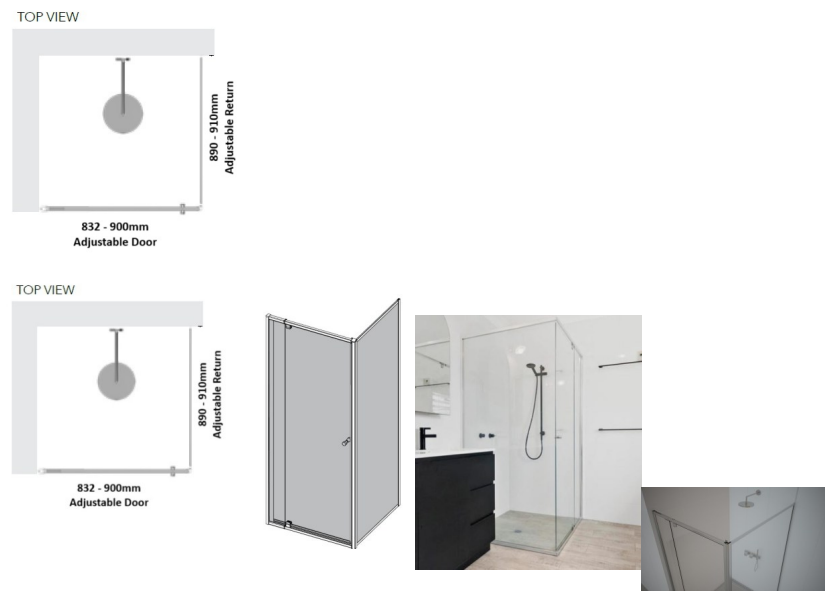 TOP VIEW
890 - 910mm
Adjustable Return
832 - 900mm
Adjustable Door
TOP VIEW
890 - 910mm
Adjustable Return
832 - 900mm
Adjustable Door